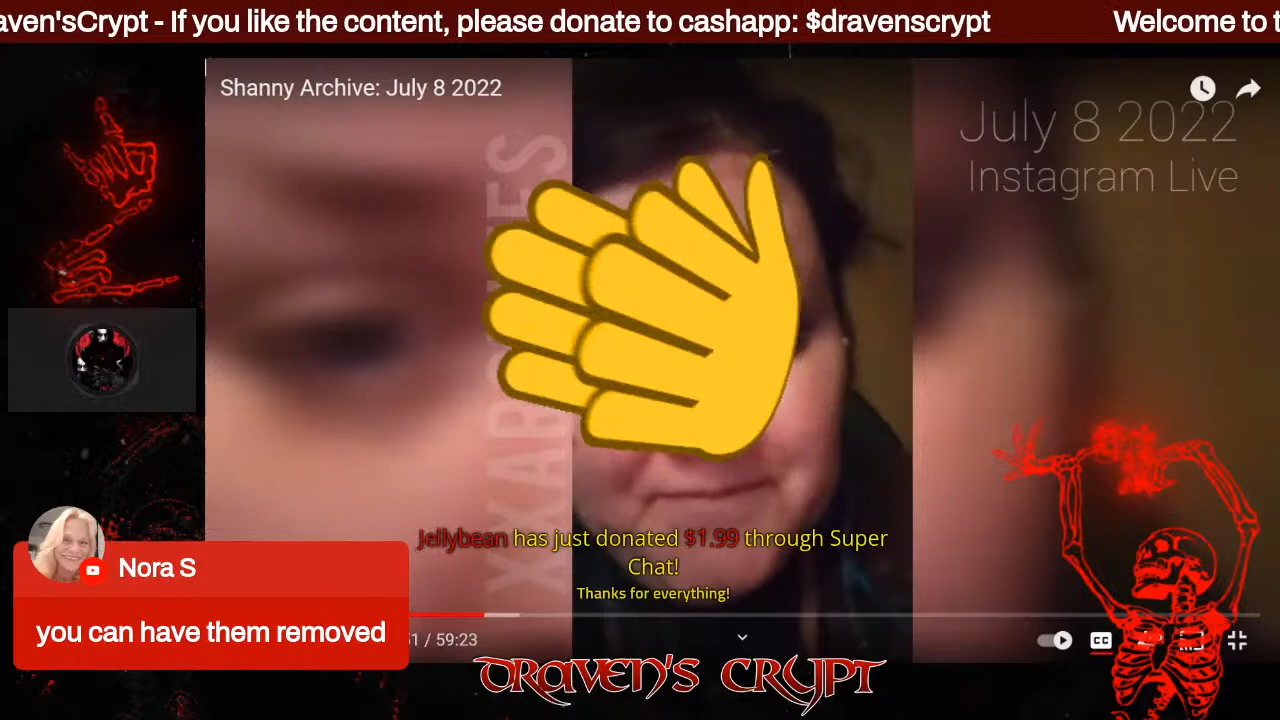 aven'sCrypt - If you like the content, please donate to cashapp: $dravenscrypt
Welcome to t
Shanny Archive: July 8 2022
July 8 2022
Instagram Live
Jellybean has just donated $1.99 through Super
Chat!
Thanks for everything!
Nora S
you can have them removed
/ 59:23
CC
DRAVEN'S CRYPT